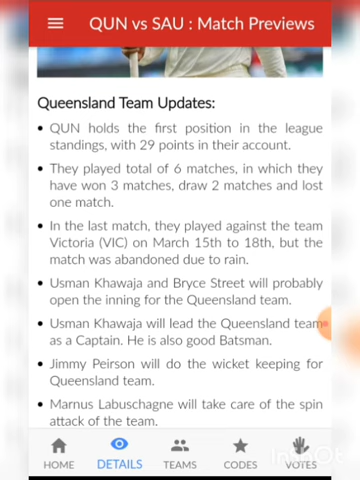 QUN vs SAU : Match Previews
Queensland Team Updates:
QUN holds the first position in the league
standings, with 29 points in their account.
They played total of 6 matches, in which they
have won 3 matches, draw 2 matches and lost
one match.
In the last match, they played against the team
Victoria (VIC) on March 15th to 18th, but the
match was abandoned due to rain.
Usman Khawaja and Bryce Street will probably
open the inning for the Queensland team.
Usman Khawaja will lead the Queensland team
as a Captain. He is also good Batsman.
Jimmy Peirson will do the wicket keeping for
Queensland team.
Marnus Labuschagne will take care of the spin
attack of the team.
HOME DETAILS TEAMS CODES VOTES
InShOt